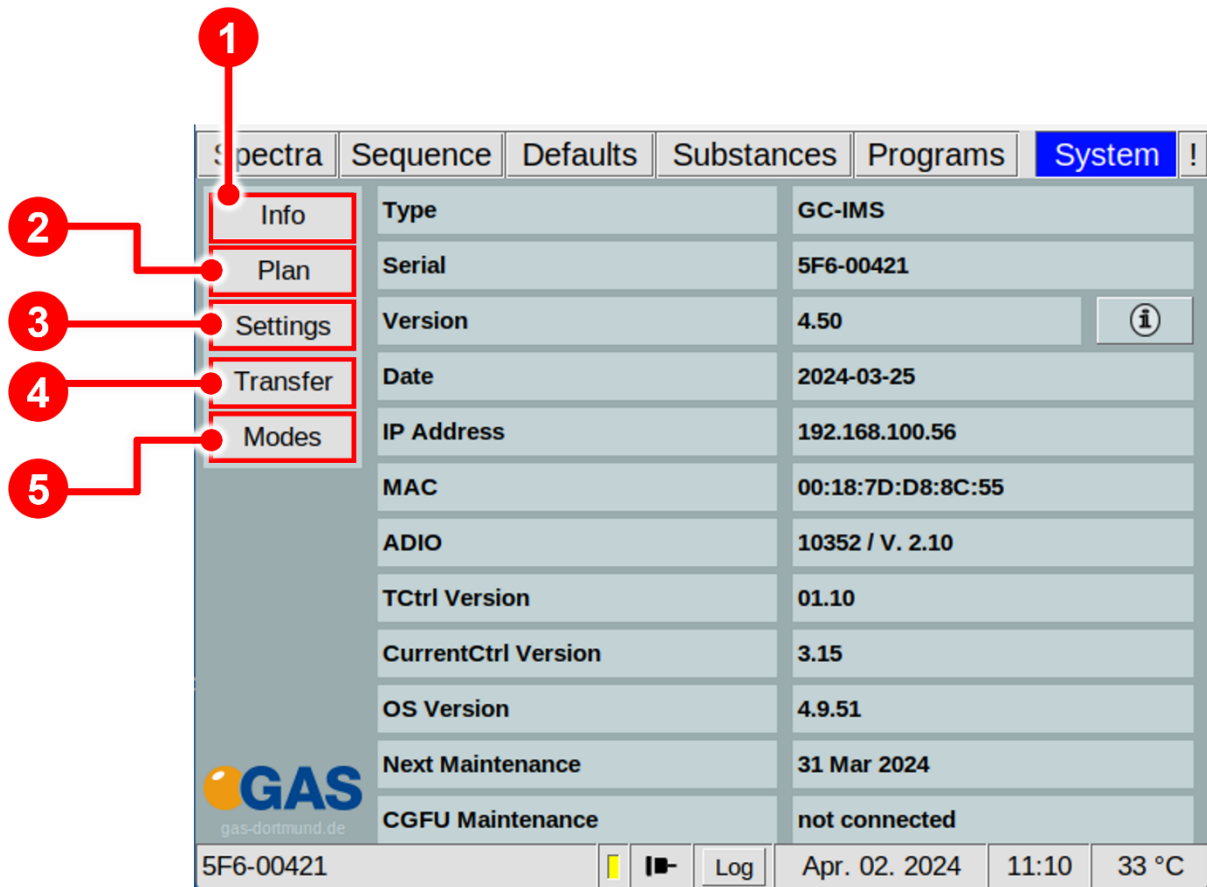 1
Spectra Sequence Defaults Substances Programs System !
2
3
4
5
Info
Plan
Settings
Transfer
Modes
Type GC-IMS
Serial 5F6-00421
Version 4.50 i
Date 2024-03-25
IP Address 192.168.100.56
MAC 00:18:7D:D8:8C:55
ADIO 10352 / V. 2.10
TCtrl Version 01.10
CurrentCtrl Version 3.15
OS Version 4.9.51
Next Maintenance 31 Mar 2024
CGFU Maintenance not connected
GAS
gas-dortmund.de
5F6-00421 Log Apr. 02. 2024 11:10 33 °C